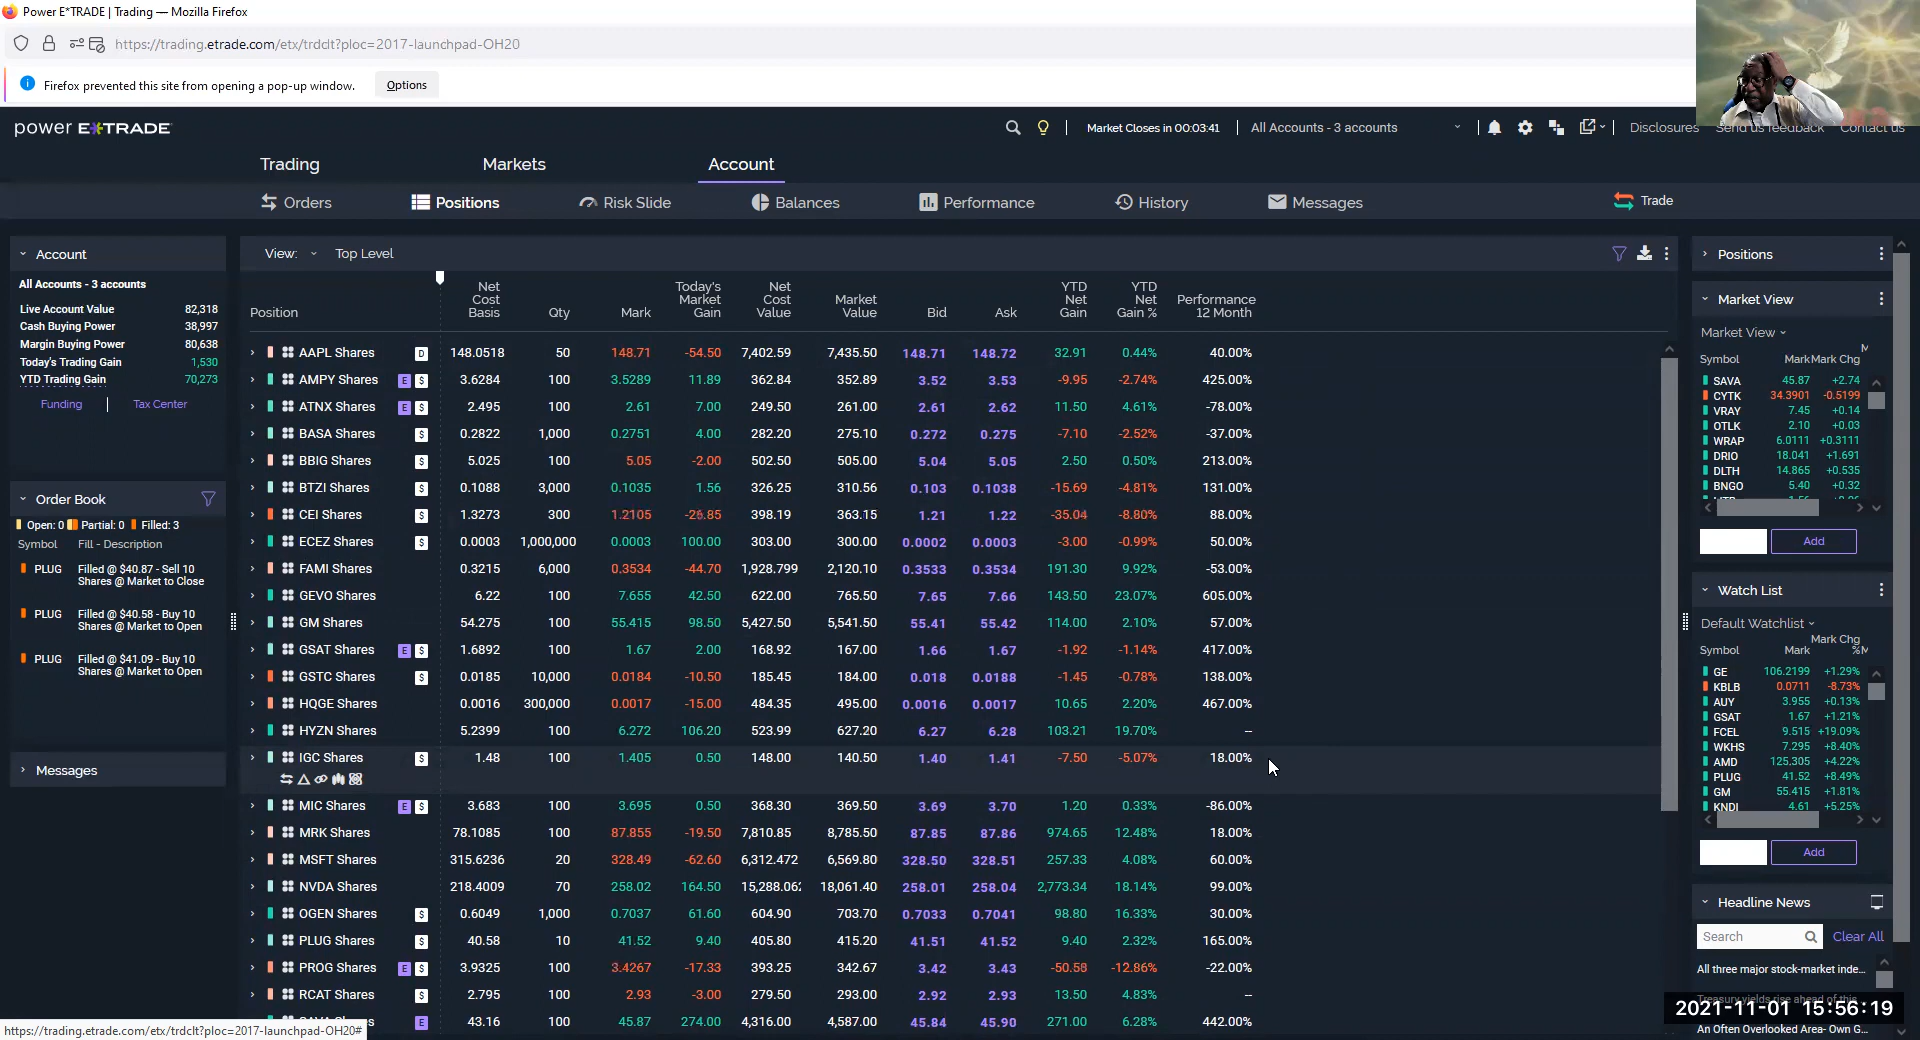 Power E*TRADE | Trading — Mozilla Firefox
https://trading.etrade.com/etx/trdclt?ploc=2017-launchpad-OH20
Firefox prevented this site from opening a pop-up window. Options
power E*TRADE
Market Closes in 00:03:41 All Accounts - 3 accounts Disclosures Send us feedback Contact us
Trading Markets Account
Orders Positions Risk Slide Balances Performance History Messages Trade
Account
All Accounts - 3 accounts
Live Account Value 82,318
Cash Buying Power 38,997
Margin Buying Power 80,638
Today's Trading Gain 1,530
YTD Trading Gain 70,273
Funding Tax Center
Order Book
Open: 0 Partial: 0 Filled: 3
Symbol Fill - Description
PLUG Filled @ $40.87 - Sell 10
Shares @ Market to Close
PLUG Filled @ $40.58 - Buy 10
Shares @ Market to Open
PLUG Filled @ $41.09 - Buy 10
Shares @ Market to Open
Messages
View: Top Level
Position Net Cost Basis Qty Mark Today's Market Gain Net Cost Value Market Value Bid Ask YTD Net Gain YTD Net Gain % Performance 12 Month
AAPL Shares D 148.0518 50 148.71 -54.50 7,402.59 7,435.50 148.71 148.72 32.91 0.44% 40.00%
AMPY Shares E $ 3.6284 100 3.5289 11.89 362.84 352.89 3.52 3.53 -9.95 -2.74% 425.00%
ATNX Shares E $ 2.495 100 2.61 7.00 249.50 261.00 2.61 2.62 11.50 4.61% -78.00%
BASA Shares $ 0.2822 1,000 0.2751 4.00 282.20 275.10 0.272 0.275 -7.10 -2.52% -37.00%
BBIG Shares $ 5.025 100 5.05 -2.00 502.50 505.00 5.04 5.05 2.50 0.50% 213.00%
BTZI Shares $ 0.1088 3,000 0.1035 1.56 326.25 310.56 0.103 0.1038 -15.69 -4.81% 131.00%
CEI Shares $ 1.3273 300 1.2105 -26.85 398.19 363.15 1.21 1.22 -35.04 -8.80% 88.00%
ECEZ Shares $ 0.0003 1,000,000 0.0003 100.00 303.00 300.00 0.0002 0.0003 -3.00 -0.99% 50.00%
FAMI Shares 0.3215 6,000 0.3534 -44.70 1,928.799 2,120.10 0.3533 0.3534 191.30 9.92% -53.00%
GEVO Shares 6.22 100 7.655 42.50 622.00 765.50 7.65 7.66 143.50 23.07% 605.00%
GM Shares 54.275 100 55.415 98.50 5,427.50 5,541.50 55.41 55.42 114.00 2.10% 57.00%
GSAT Shares E $ 1.6892 100 1.67 2.00 168.92 167.00 1.66 1.67 -1.92 -1.14% 417.00%
GSTC Shares $ 0.0185 10,000 0.0184 -10.50 185.45 184.00 0.018 0.0188 -1.45 -0.78% 138.00%
HQGE Shares 0.0016 300,000 0.0017 -15.00 484.35 495.00 0.0016 0.0017 10.65 2.20% 467.00%
HYZN Shares 5.2399 100 6.272 106.20 523.99 627.20 6.27 6.28 103.21 19.70% --
IGC Shares $ 1.48 100 1.405 0.50 148.00 140.50 1.40 1.41 -7.50 -5.07% 18.00%
MIC Shares E $ 3.683 100 3.695 0.50 368.30 369.50 3.69 3.70 1.20 0.33% -86.00%
MRK Shares 78.1085 100 87.855 -19.50 7,810.85 8,785.50 87.85 87.86 974.65 12.48% 18.00%
MSFT Shares 315.6236 20 328.49 -62.60 6,312.472 6,569.80 328.50 328.51 257.33 4.08% 60.00%
NVDA Shares 218.4009 70 258.02 164.50 15,288.062 18,061.40 258.01 258.04 2,773.34 18.14% 99.00%
OGEN Shares $ 0.6049 1,000 0.7037 61.60 604.90 703.70 0.7033 0.7041 98.80 16.33% 30.00%
PLUG Shares $ 40.58 10 41.52 9.40 405.80 415.20 41.51 41.52 9.40 2.32% 165.00%
PROG Shares E $ 3.9325 100 3.4267 -17.33 393.25 342.67 3.42 3.43 -50.58 -12.86% -22.00%
RCAT Shares $ 2.795 100 2.93 -3.00 279.50 293.00 2.92 2.93 13.50 4.83% --
SAVA Shares E 43.16 100 45.87 274.00 4,316.00 4,587.00 45.84 45.90 271.00 6.28% 442.00%
Positions
Market View
Market View
Symbol Mark Mark Chg M
SAVA 45.87 +2.74
CYTK 34.3901 -0.5199
VRAY 7.45 +0.14
OTLK 2.10 +0.03
WRAP 6.0111 +0.3111
DRIO 18.041 +1.691
DLTH 14.865 +0.535
BNGO 5.40 +0.32
Add
Watch List
Default Watchlist
Symbol Mark Mark Chg % M
GE 106.2199 +1.29%
KBLB 0.0711 -8.73%
AUY 3.955 +0.13%
GSAT 1.67 +1.21%
FCEL 9.515 +19.09%
WKHS 7.295 +8.40%
AMD 125.305 +4.22%
PLUG 41.52 +8.49%
GM 55.415 +1.81%
KNDI 4.61 +5.25%
Add
Headline News
Search Clear All
All three major stock-market inde...
Treasury yields rise ahead of this
2021-11-01 15:56:19
An Often Overlooked Area- Own G...
https://trading.etrade.com/etx/trdclt?ploc=2017-launchpad-OH20#